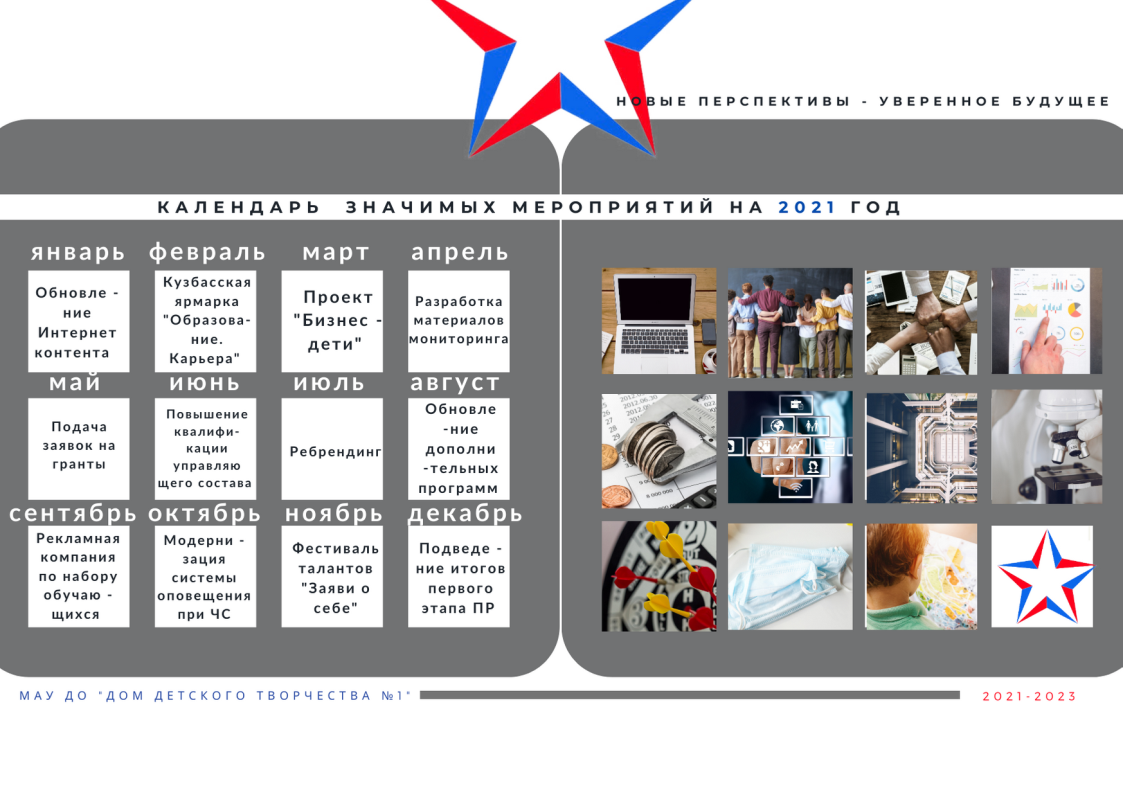 НОВЫЕ ПЕРСПЕКТИВЫ - УВЕРЕННОЕ БУДУЩЕЕ
КАЛЕНДАРЬ ЗНАЧИМЫХ МЕРОПРИЯТИЙ НА 2021 ГОД
январь
Обновле -
ние
Интернет
контента
февраль
Кузбасская
ярмарка
"Образова-
ние.
Карьера"
март
Проект
"Бизнес -
дети"
апрель
Разработка
материалов
мониторинга
май
Подача
заявок на
гранты
июнь
Повышение
квалифи-
кации
управляю
щего состава
июль
Ребрендинг
август
Обновле
-ние
дополни
-тельных
программ
сентябрь
Рекламная
компания
по набору
обучаю -
щихся
октябрь
Модерни -
зация
системы
оповещения
при ЧС
ноябрь
Фестиваль
талантов
"Заяви о
себе"
декабрь
Подведе -
ние итогов
первого
этапа ПР
МАУ ДО "ДОМ ДЕТСКОГО ТВОРЧЕСТВА №1"
2021-2023